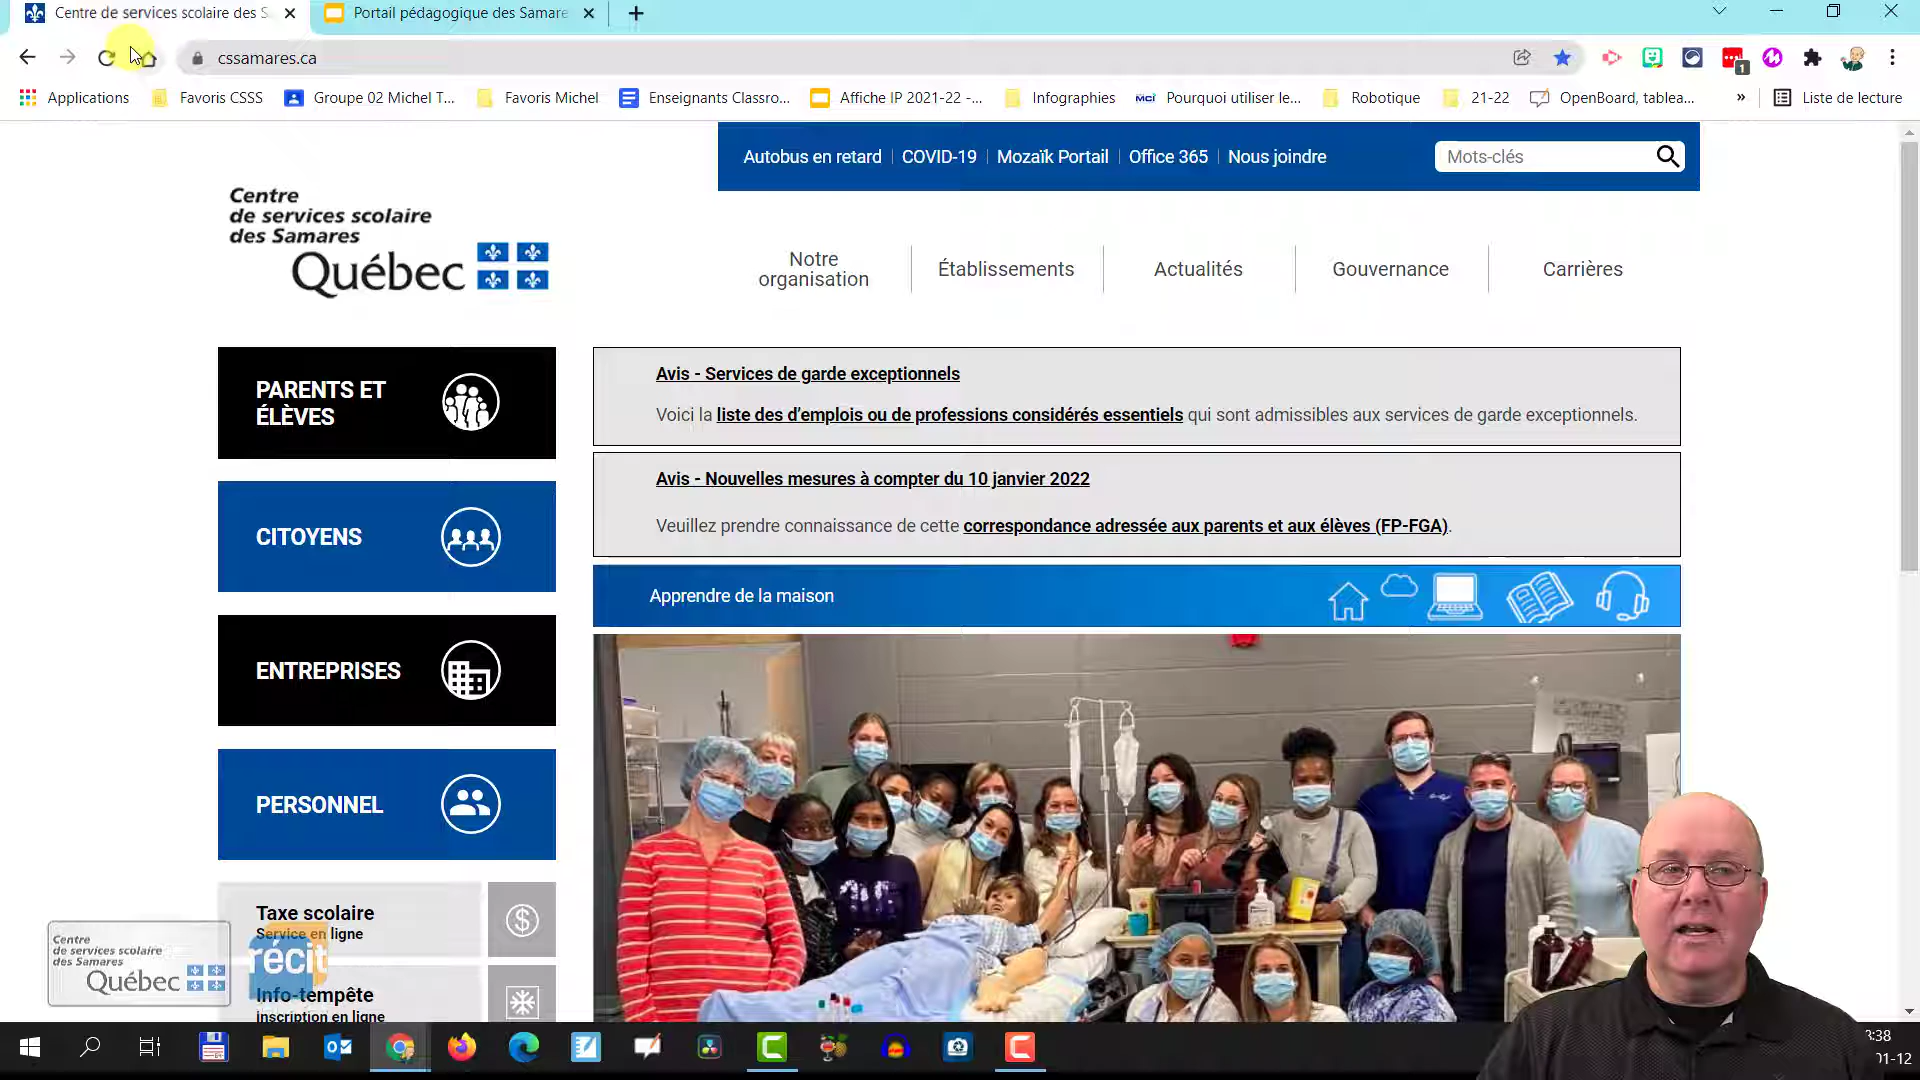 Centre de services scolaire des S
Portail pédagogique des Samare
cssamares.ca
1
Applications
Favoris CSSS
Groupe 02 Michel T...
Favoris Michel
Enseignants Classro...
Affiche IP 2021-22 -...
Infographies
MCI
Pourquoi utiliser le...
Robotique
21-22
OpenBoard, tablea...
»
Liste de lecture
Autobus en retard
COVID-19
Mozaïk Portail
Office 365
Nous joindre
Mots-clés
Centre
de services scolaire
des Samares
Québec
Notre
organisation
Établissements
Actualités
Gouvernance
Carrières
PARENTS ET
ÉLÈVES
CITOYENS
ENTREPRISES
PERSONNEL
Avis - Services de garde exceptionnels
Voici la liste des d'emplois ou de professions considérés essentiels qui sont admissibles aux services de garde exceptionnels.
Avis - Nouvelles mesures à compter du 10 janvier 2022
Veuillez prendre connaissance de cette correspondance adressée aux parents et aux élèves (FP-FGA).
Apprendre de la maison
Taxe scolaire
Service en ligne
$
Info-tempête
Inscription en ligne
Centre
de services scolaire
des Samares
Québec
récit
3:38
01-12